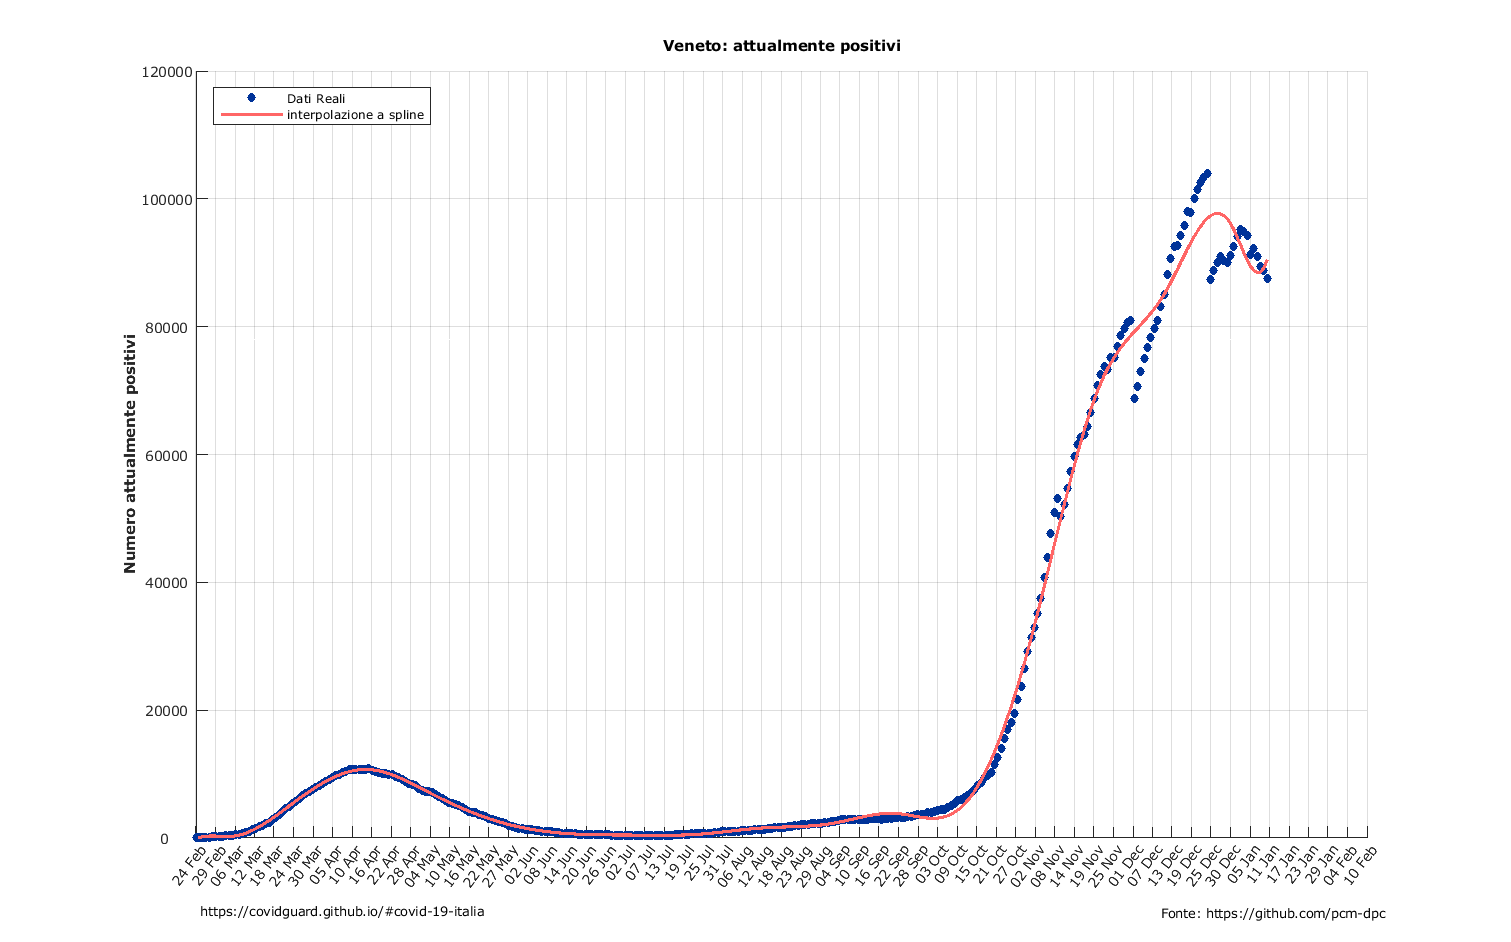 Veneto: attualmente positivi
120000
100000
80000
60000
40000
20000
0
Numero attualmente positivi
Dati Reali
interpolazione a spline
24 Feb
29 Feb
06 Mar
12 Mar
18 Mar
24 Mar
30 Mar
05 Apr
10 Apr
16 Apr
22 Apr
28 Apr
04 May
10 May
16 May
22 May
27 May
02 Jun
08 Jun
14 Jun
20 Jun
26 Jun
02 Jul
07 Jul
13 Jul
19 Jul
25 Jul
31 Jul
06 Aug
12 Aug
18 Aug
23 Aug
29 Aug
04 Sep
10 Sep
16 Sep
22 Sep
28 Sep
03 Oct
09 Oct
15 Oct
21 Oct
27 Oct
02 Nov
08 Nov
14 Nov
19 Nov
25 Nov
01 Dec
07 Dec
13 Dec
19 Dec
25 Dec
30 Dec
05 Jan
11 Jan
17 Jan
23 Jan
29 Jan
04 Feb
10 Feb
https://covidguard.github.io/#covid-19-italia
Fonte: https://github.com/pcm-dpc